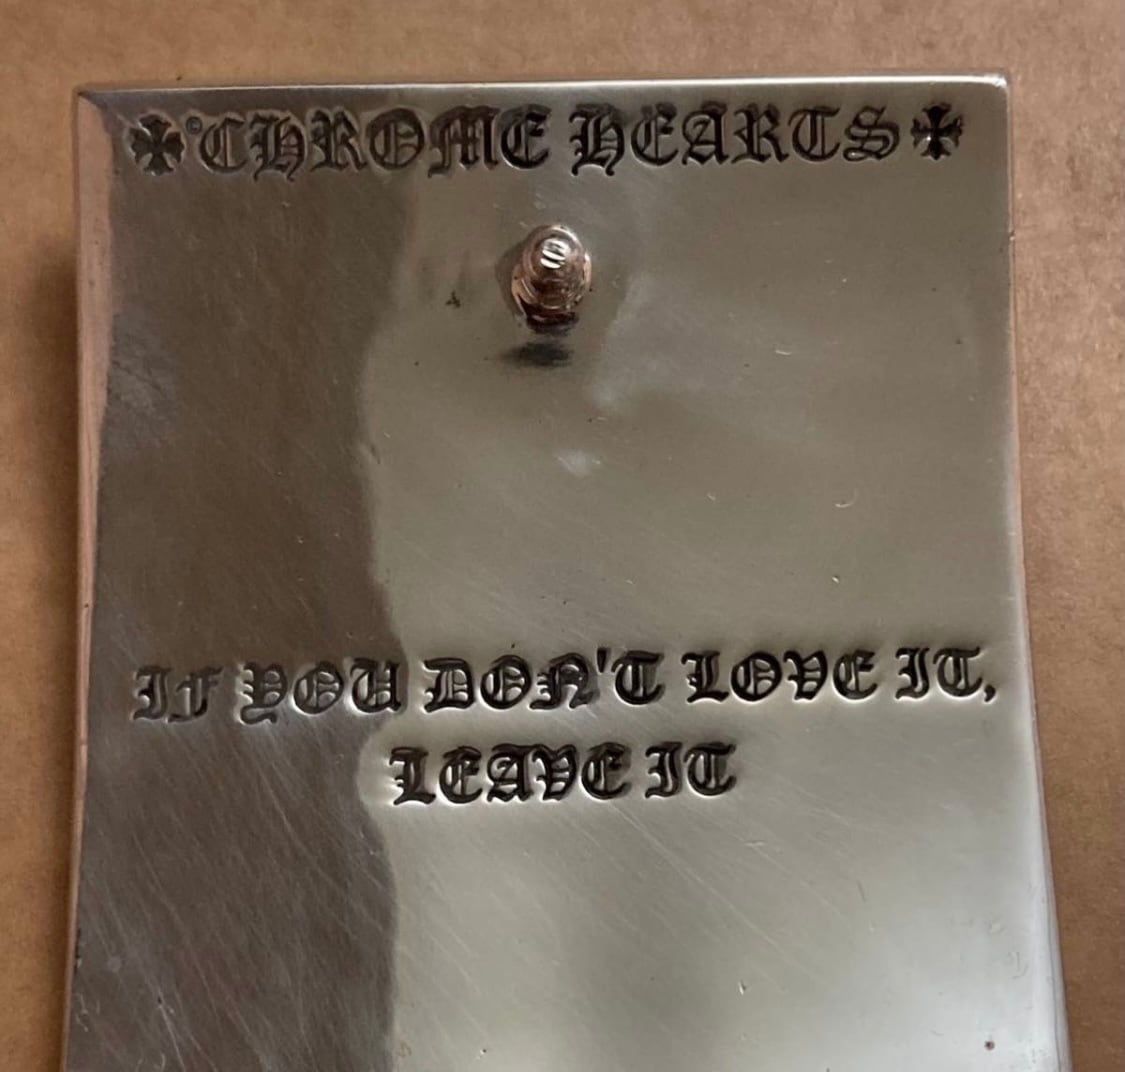 ✠©CHROME HEARTS✠
IF YOU DON'T LOVE IT,
LEAVE IT